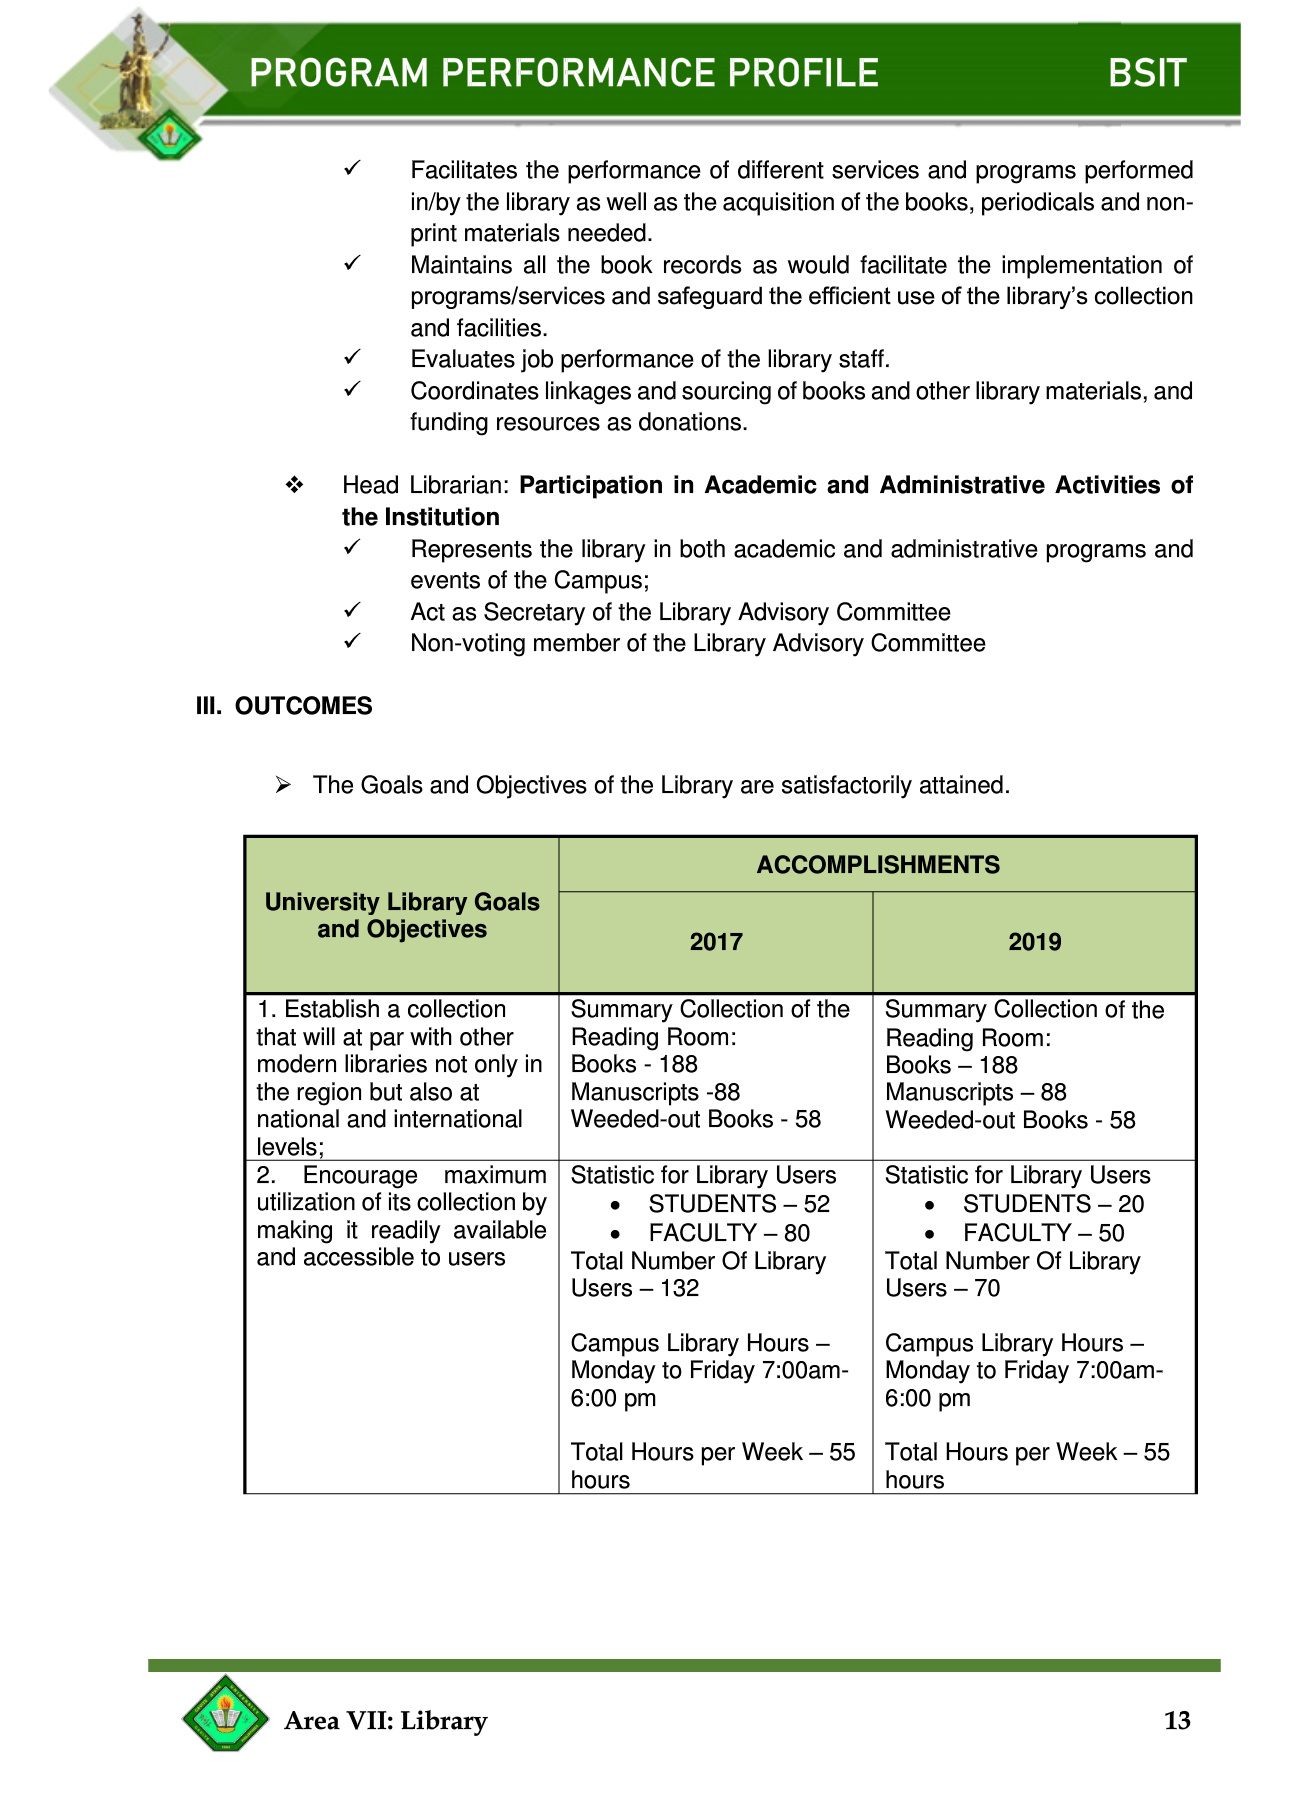 PROGRAM PERFORMANCE PROFILE BSIT
✓ Facilitates the performance of different services and programs performed
in/by the library as well as the acquisition of the books, periodicals and non-
print materials needed.
✓ Maintains all the book records as would facilitate the implementation of
programs/services and safeguard the efficient use of the library’s collection
and facilities.
✓ Evaluates job performance of the library staff.
✓ Coordinates linkages and sourcing of books and other library materials, and
funding resources as donations.
❖ Head Librarian: Participation in Academic and Administrative Activities of
the Institution
✓ Represents the library in both academic and administrative programs and
events of the Campus;
✓ Act as Secretary of the Library Advisory Committee
✓ Non-voting member of the Library Advisory Committee
III. OUTCOMES
➢ The Goals and Objectives of the Library are satisfactorily attained.
University Library Goals
and Objectives
ACCOMPLISHMENTS
2017
2019
1. Establish a collection
that will at par with other
modern libraries not only in
the region but also at
national and international
levels;
Summary Collection of the
Reading Room:
Books - 188
Manuscripts -88
Weeded-out Books - 58
Summary Collection of the
Reading Room:
Books – 188
Manuscripts – 88
Weeded-out Books - 58
2. Encourage maximum
utilization of its collection by
making it readily available
and accessible to users
Statistic for Library Users
• STUDENTS – 52
• FACULTY – 80
Total Number Of Library
Users – 132
Campus Library Hours –
Monday to Friday 7:00am-
6:00 pm
Total Hours per Week – 55
hours
Statistic for Library Users
• STUDENTS – 20
• FACULTY – 50
Total Number Of Library
Users – 70
Campus Library Hours –
Monday to Friday 7:00am-
6:00 pm
Total Hours per Week – 55
hours
Area VII: Library 13